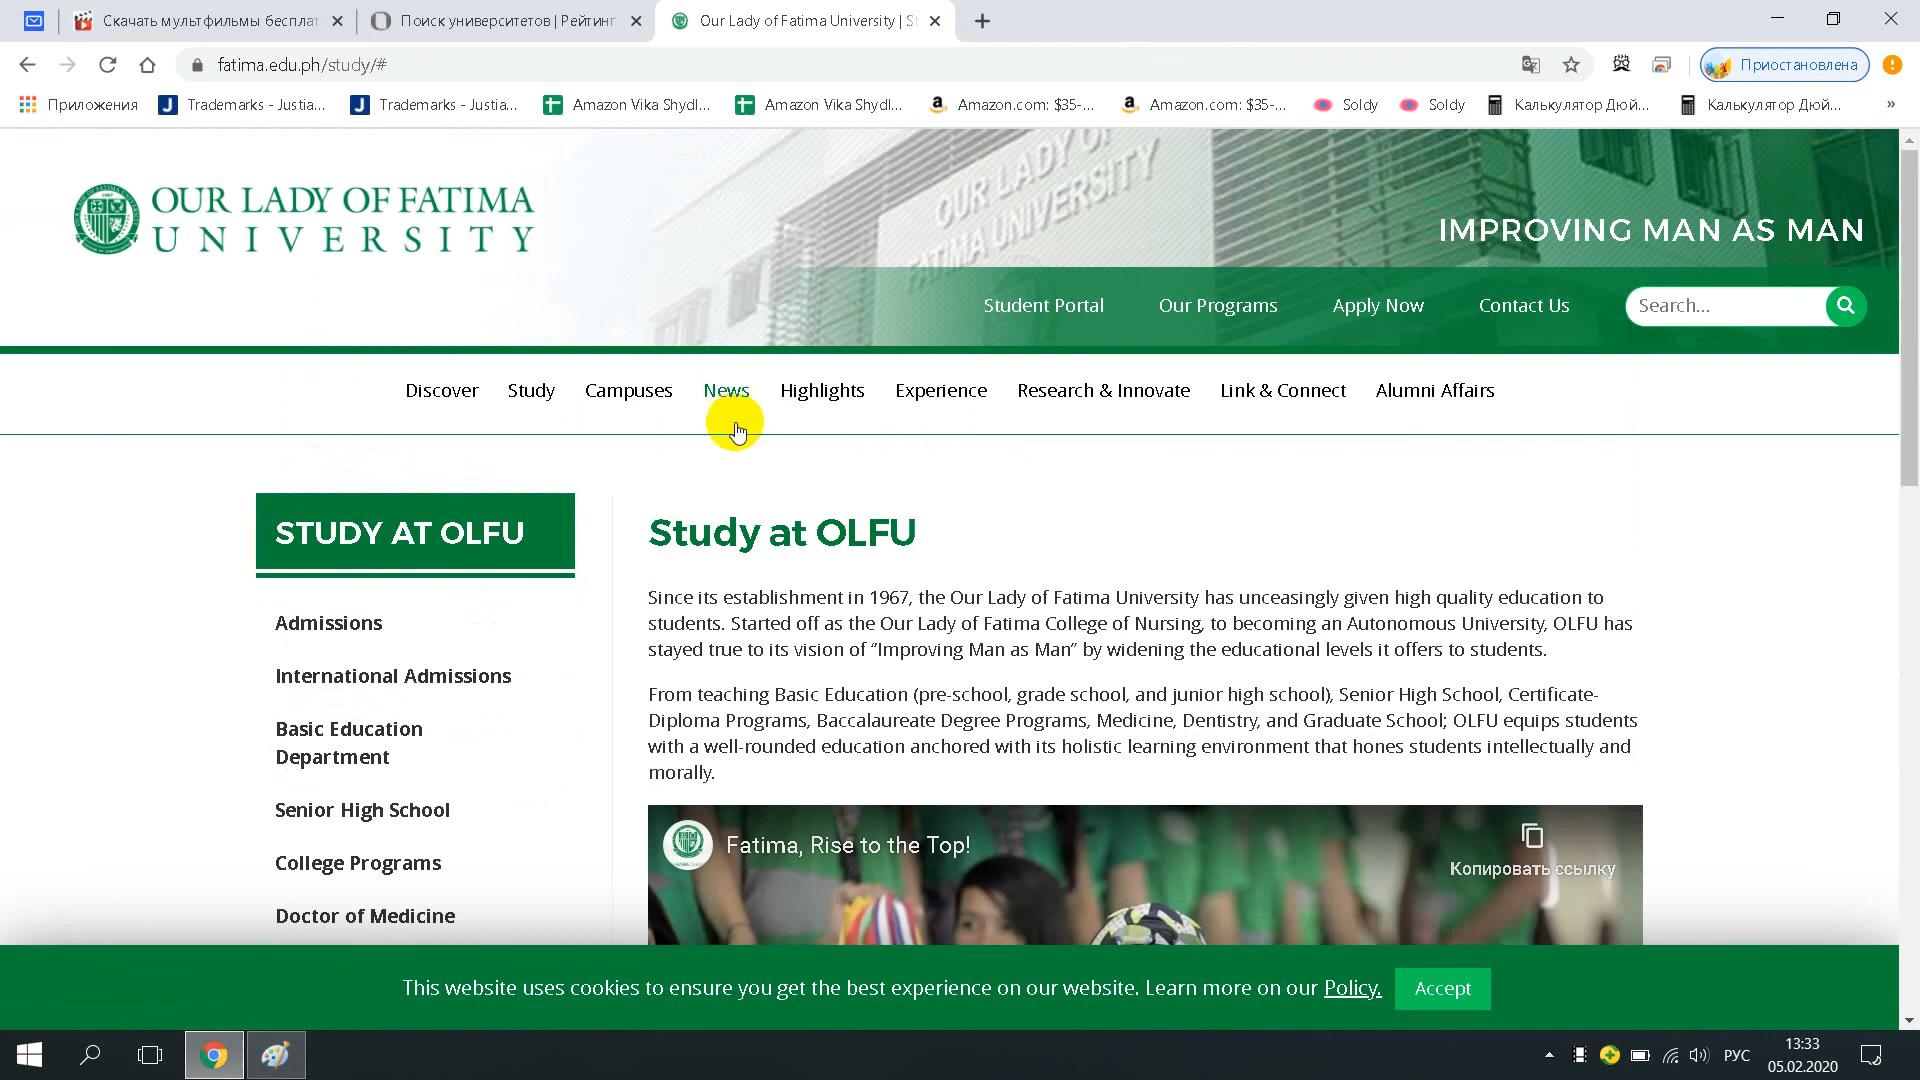 Скачать мультфильмы бесплат
Поиск университетов | Рейтинг
Our Lady of Fatima University | St
fatima.edu.ph/study/#
Приостановлена
Приложения
Trademarks - Justia...
Trademarks - Justia...
Amazon Vika Shydl...
Amazon Vika Shydl...
Amazon.com: $35-...
Amazon.com: $35-...
Soldy
Soldy
Калькулятор Дюй...
Калькулятор Дюй...
»
OUR LADY OF FATIMA
UNIVERSITY
OUR LADY OF
FATIMA UNIVERSITY
IMPROVING MAN AS MAN
Student Portal
Our Programs
Apply Now
Contact Us
Search...
Discover
Study
Campuses
News
Highlights
Experience
Research & Innovate
Link & Connect
Alumni Affairs
STUDY AT OLFU
Admissions
International Admissions
Basic Education
Department
Senior High School
College Programs
Doctor of Medicine
Study at OLFU
Since its establishment in 1967, the Our Lady of Fatima University has unceasingly given high quality education to
students. Started off as the Our Lady of Fatima College of Nursing, to becoming an Autonomous University, OLFU has
stayed true to its vision of “Improving Man as Man” by widening the educational levels it offers to students.
From teaching Basic Education (pre-school, grade school, and junior high school), Senior High School, Certificate-
Diploma Programs, Baccalaureate Degree Programs, Medicine, Dentistry, and Graduate School; OLFU equips students
with a well-rounded education anchored with its holistic learning environment that hones students intellectually and
morally.
Fatima, Rise to the Top!
Копировать ссылку
This website uses cookies to ensure you get the best experience on our website. Learn more on our Policy.
Accept
РУС
13:33
05.02.2020